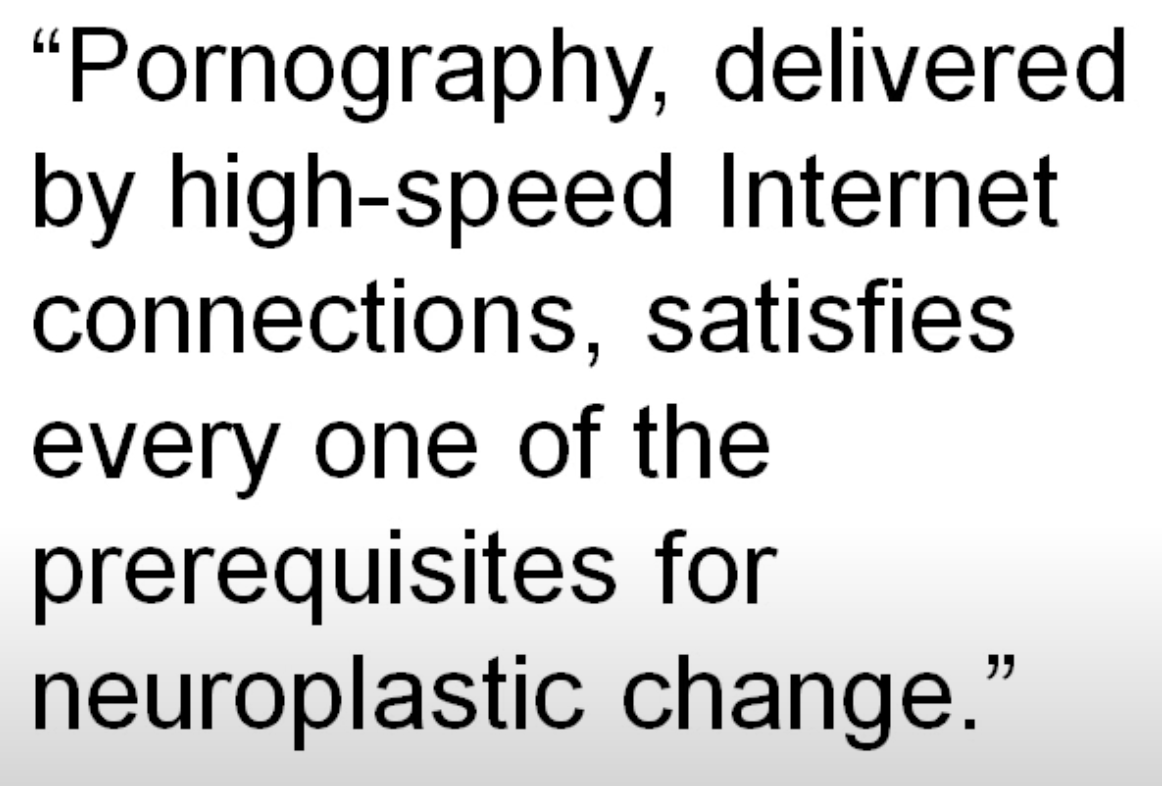 “Pornography, delivered
by high-speed Internet
connections, satisfies
every one of the
prerequisites for
neuroplastic change.”